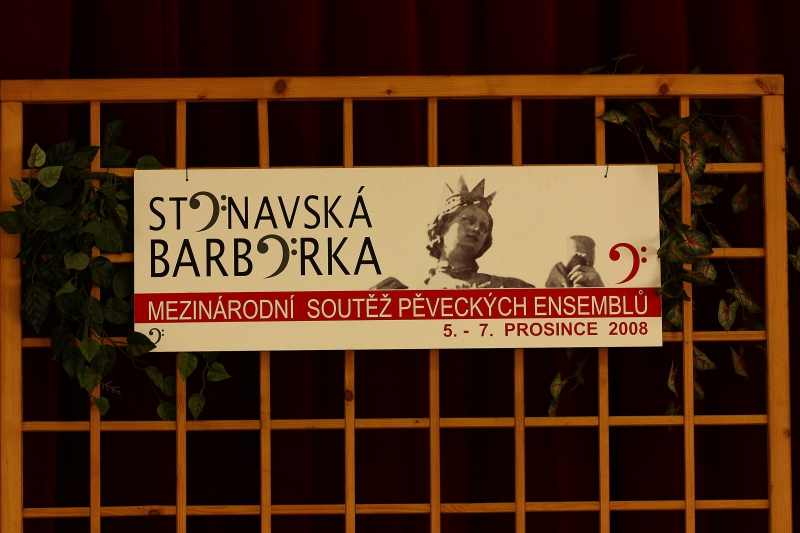 STONAVSKÁ
BARBORKA
MEZINÁRODNÍ SOUTĚŽ PĚVECKÝCH ENSEMBLŮ
5. - 7. PROSINCE 2008